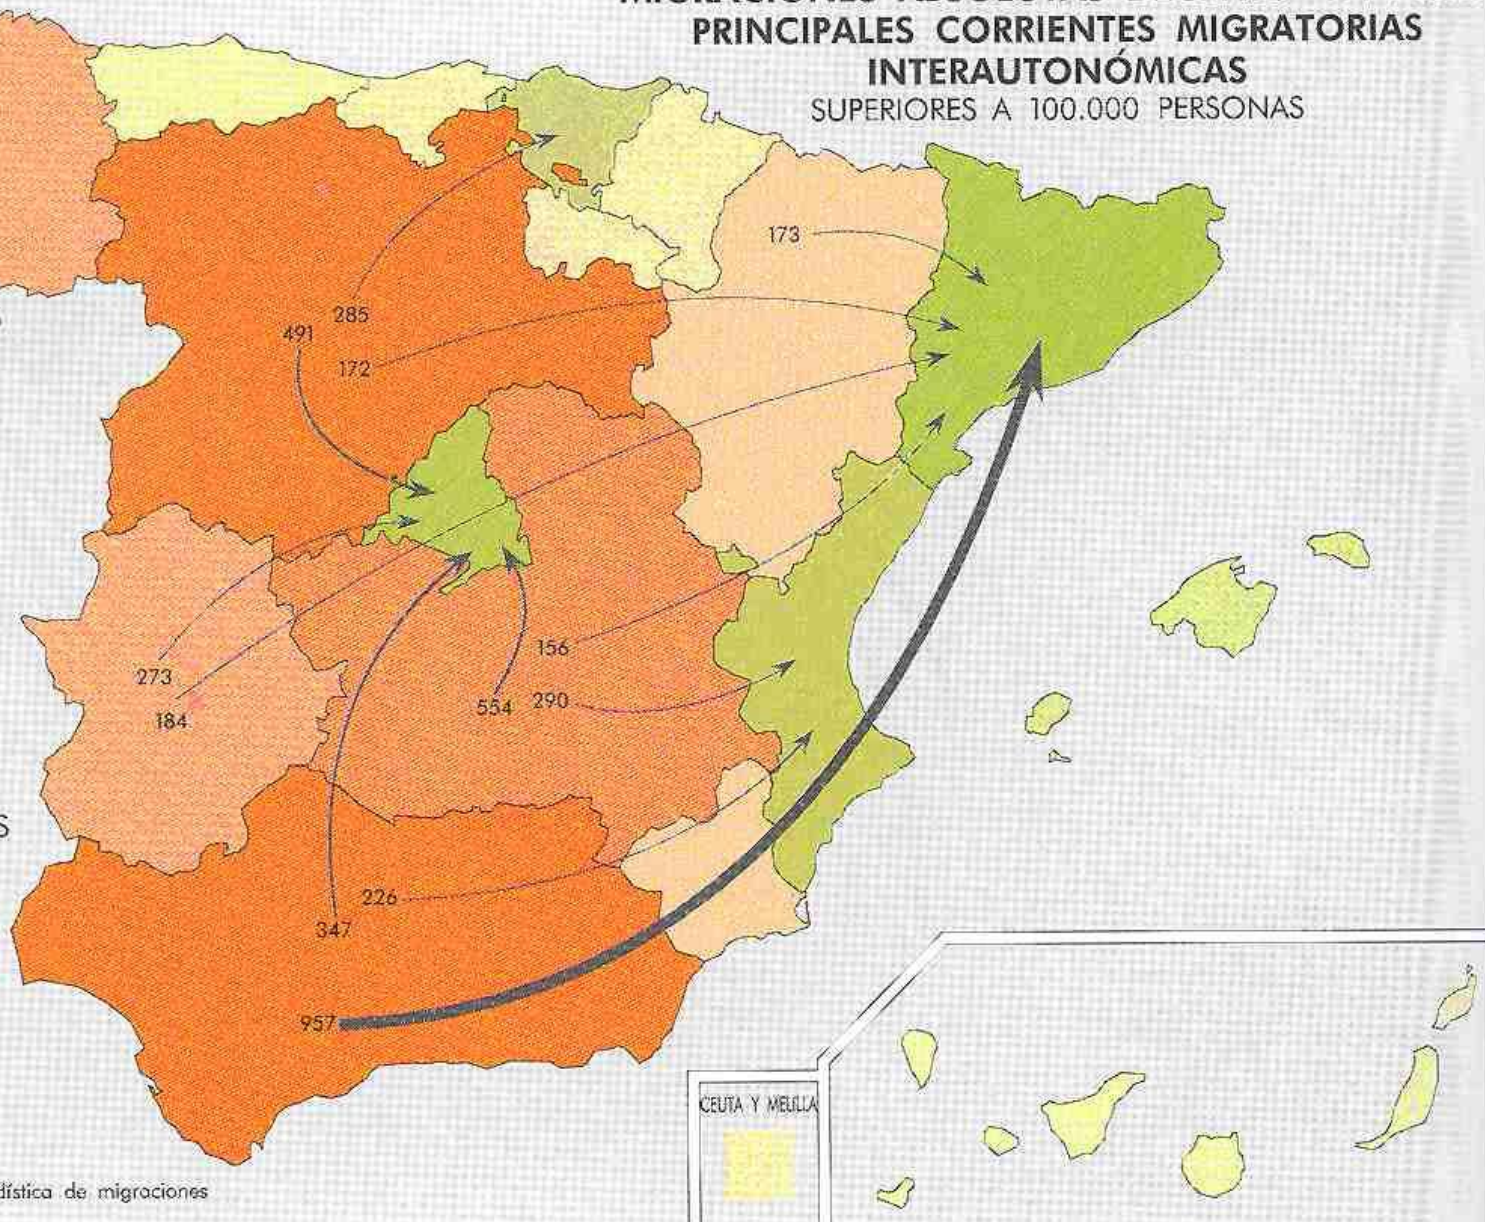 PRINCIPALES CORRIENTES MIGRATORIAS
INTERAUTONÓMICAS
SUPERIORES A 100.000 PERSONAS
173
285
491
172
273
184
156
554
290
226
347
957
S
CEUTA Y MELILLA
de migraciones